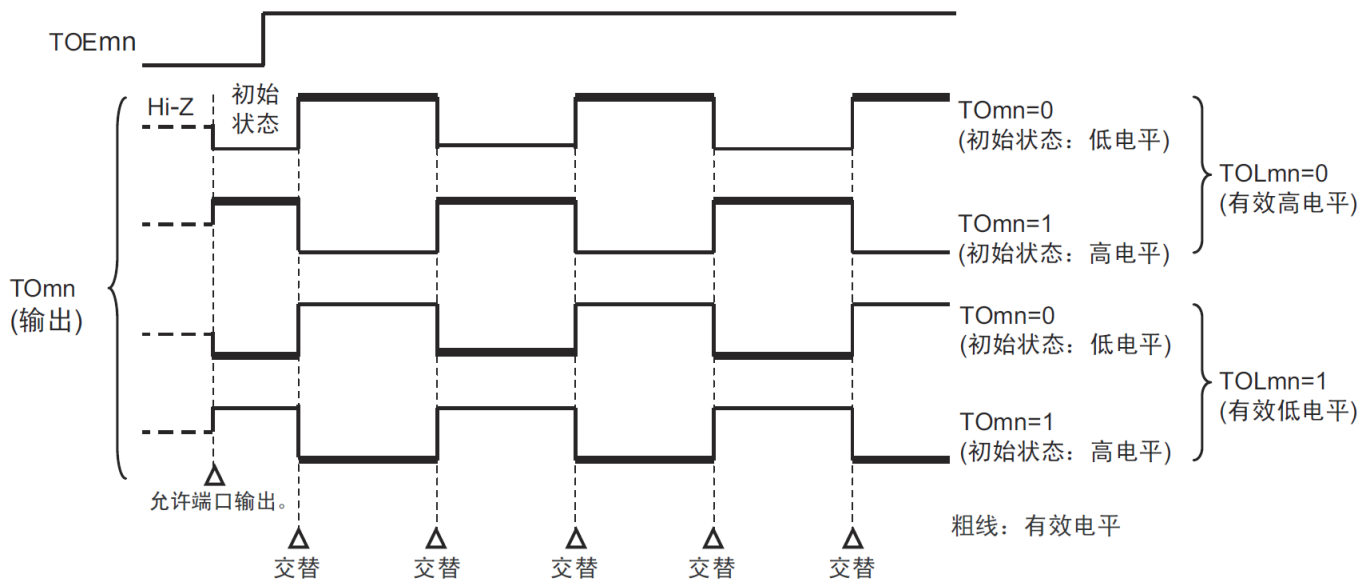 TOEmn
Hi-Z
初始
状态
TOmn=0
(初始状态：低电平)
TOLmn=0
(有效高电平)
TOmn=1
(初始状态：高电平)
TOmn
(输出)
TOmn=0
(初始状态：低电平)
TOLmn=1
(有效低电平)
TOmn=1
(初始状态：高电平)
允许端口输出。
粗线：有效电平
交替
交替
交替
交替
交替